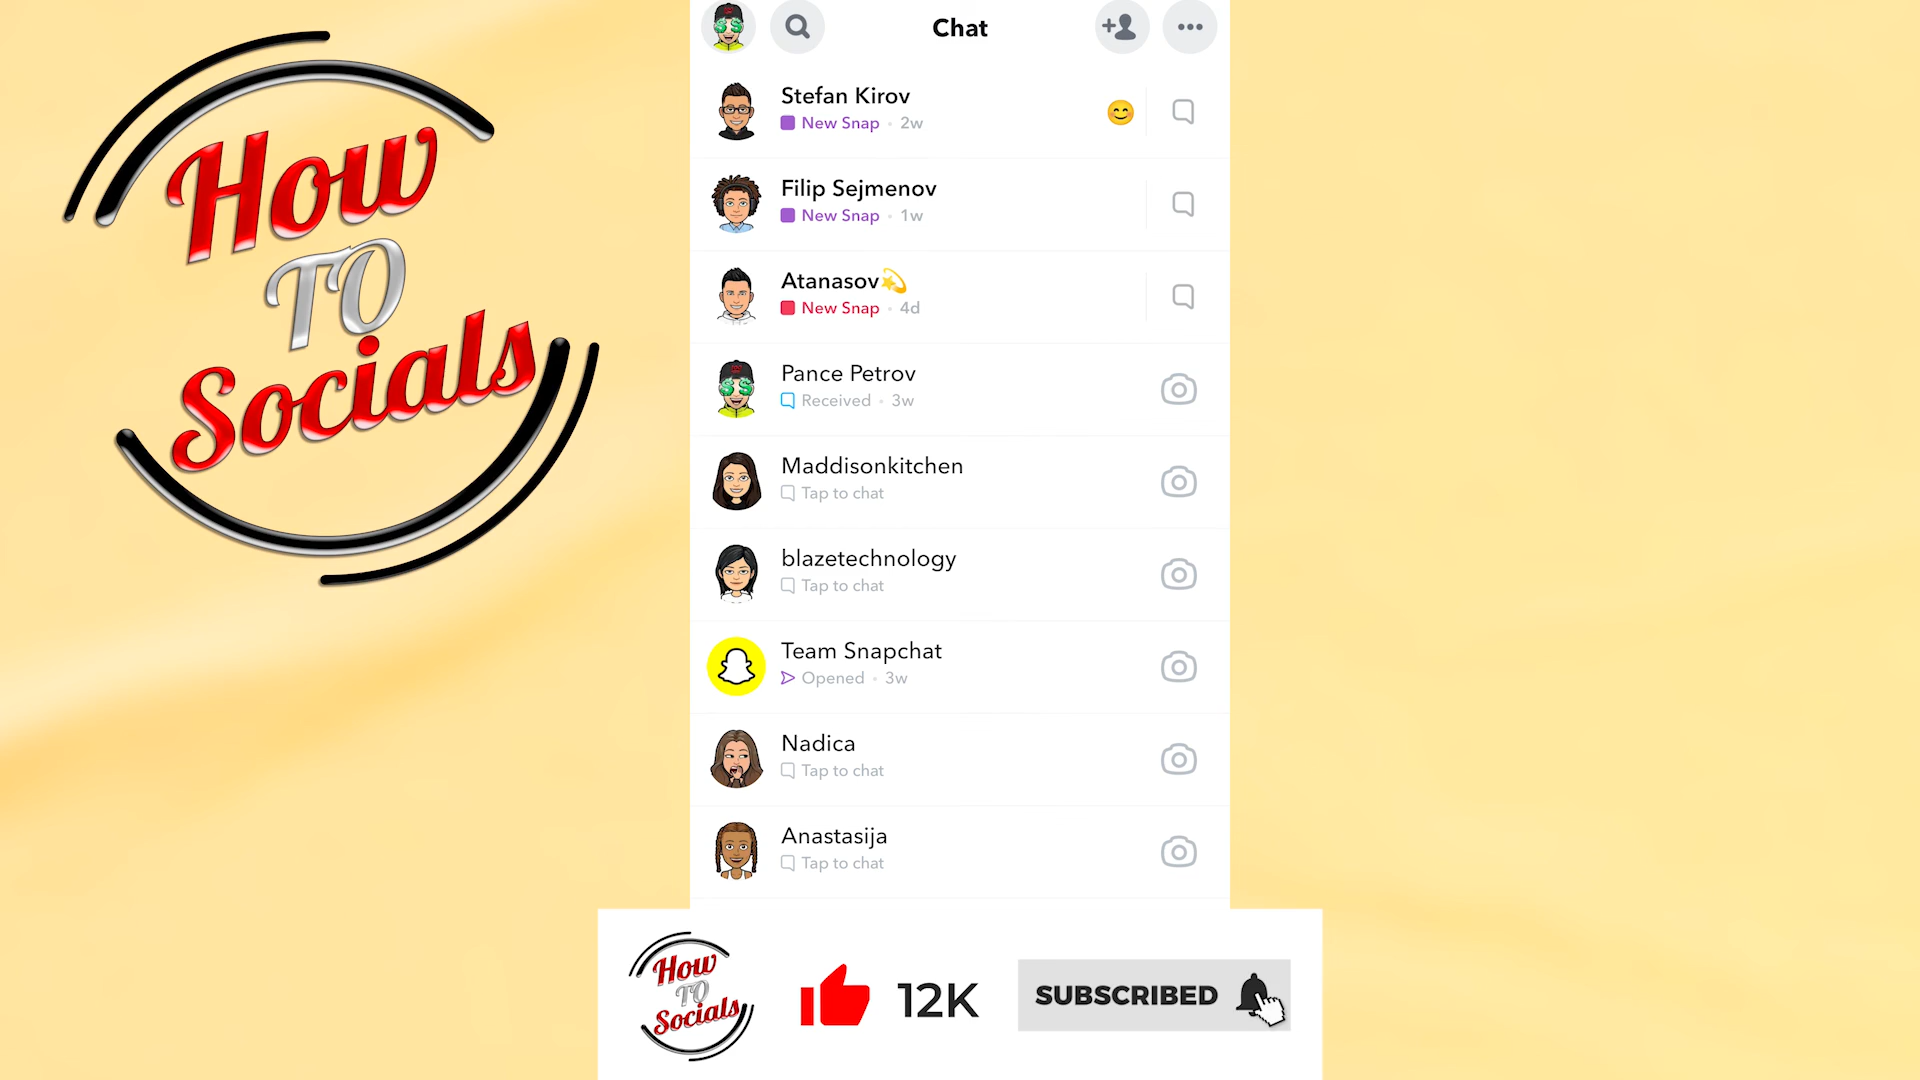 How
TO
Socials
Chat
Stefan Kirov
New Snap • 2w
Filip Sejmenov
New Snap • 1w
Atanasov💫
New Snap • 4d
Pance Petrov
Received • 3w
Maddisonkitchen
Tap to chat
blazetechnology
Tap to chat
Team Snapchat
Opened • 3w
Nadica
Tap to chat
Anastasija
Tap to chat
How
TO
Socials
12K
SUBSCRIBED